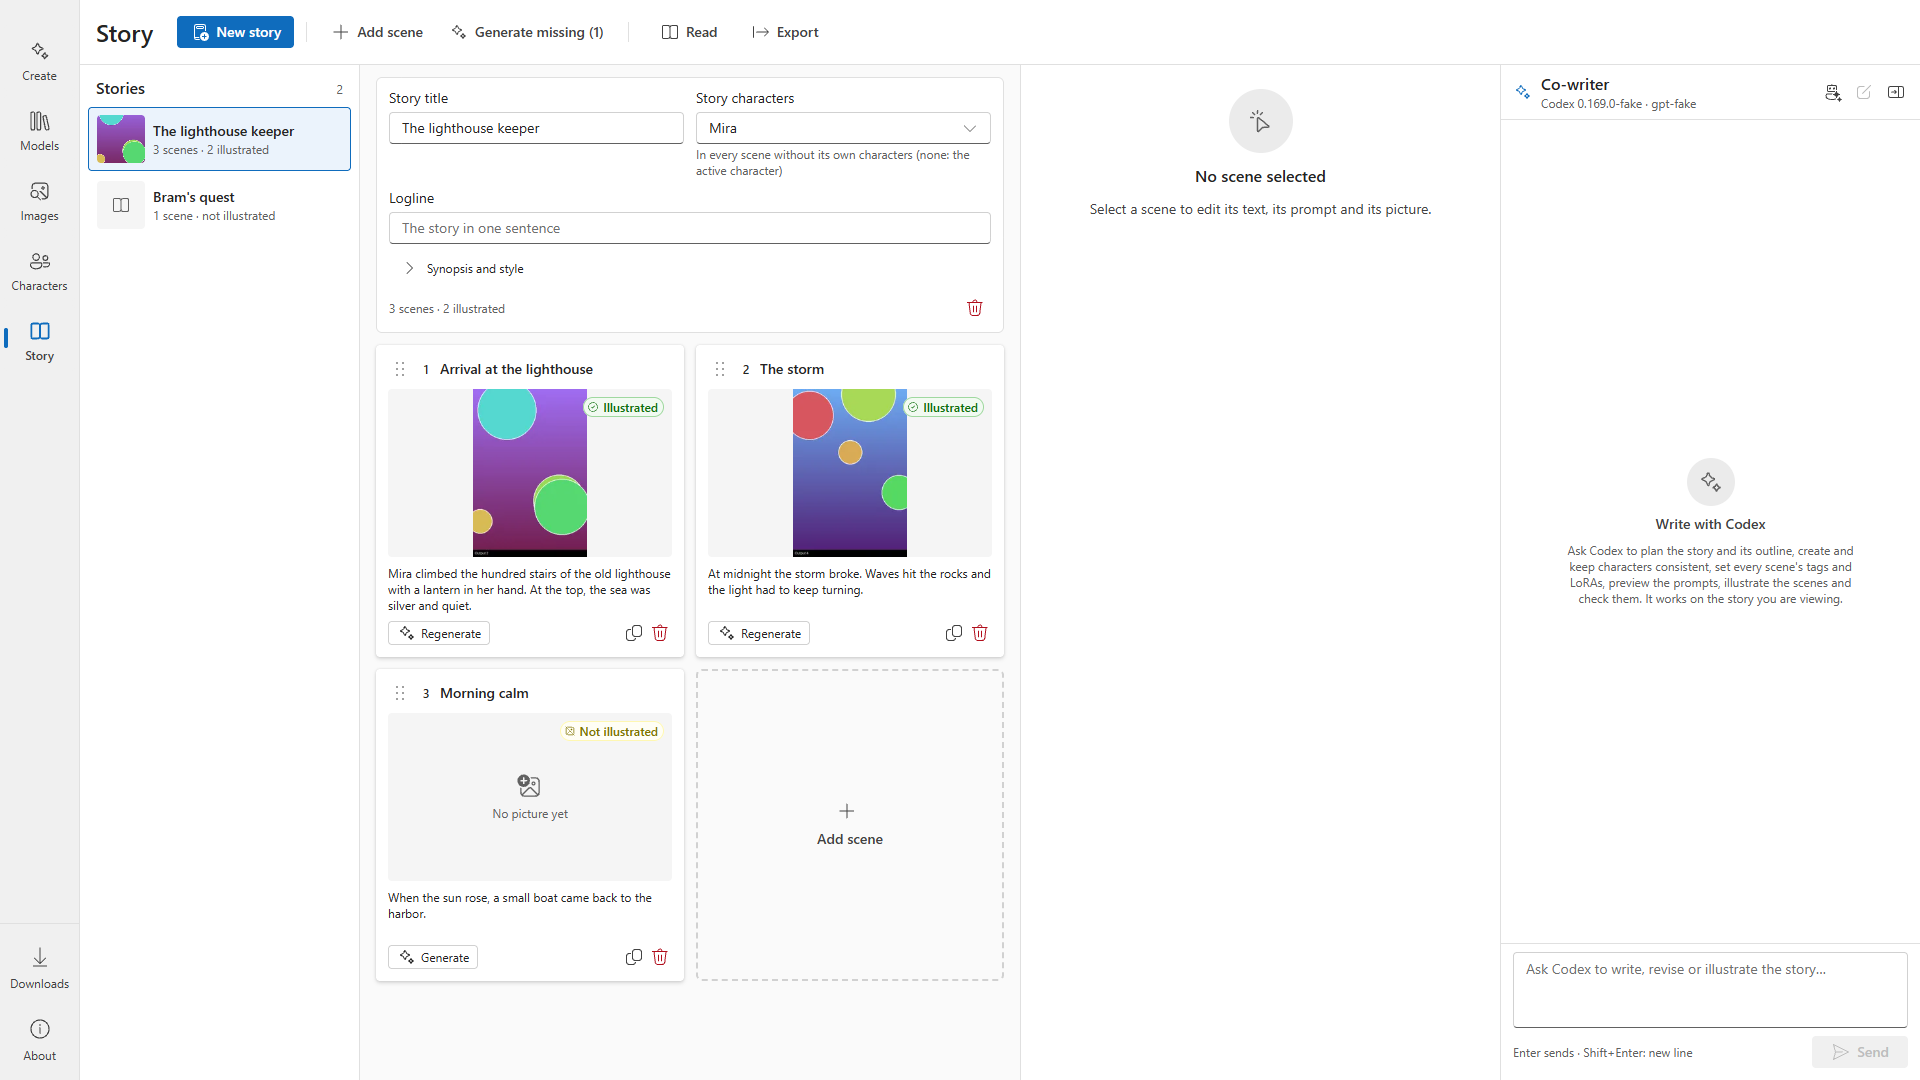 Story
New story
Add scene
Generate missing (1)
Read
Export
Create
Models
Images
Characters
Story
Downloads
About
Stories
2
The lighthouse keeper
3 scenes · 2 illustrated
Bram's quest
1 scene · not illustrated
Story title
The lighthouse keeper
Story characters
Mira
In every scene without its own characters (none: the
active character)
Logline
The story in one sentence
Synopsis and style
3 scenes · 2 illustrated
1 Arrival at the lighthouse
Illustrated
Mira climbed the hundred stairs of the old lighthouse
with a lantern in her hand. At the top, the sea was
silver and quiet.
Regenerate
2 The storm
Illustrated
At midnight the storm broke. Waves hit the rocks and
the light had to keep turning.
Regenerate
3 Morning calm
Not illustrated
No picture yet
When the sun rose, a small boat came back to the
harbor.
Generate
Add scene
No scene selected
Select a scene to edit its text, its prompt and its picture.
Co-writer
Codex 0.169.0-fake · gpt-fake
Write with Codex
Ask Codex to plan the story and its outline, create and
keep characters consistent, set every scene's tags and
LoRAs, preview the prompts, illustrate the scenes and
check them. It works on the story you are viewing.
Ask Codex to write, revise or illustrate the story...
Enter sends · Shift+Enter: new line
Send